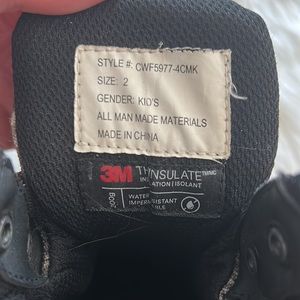 STYLE #: CWF5977-4CMK
SIZE: 2
GENDER: KID'S
ALL MAN MADE MATERIALS
MADE IN CHINA
3M THINSULATE
INSULATION | ISOLANT
WATER RESISTANT
IMPERMEABLE